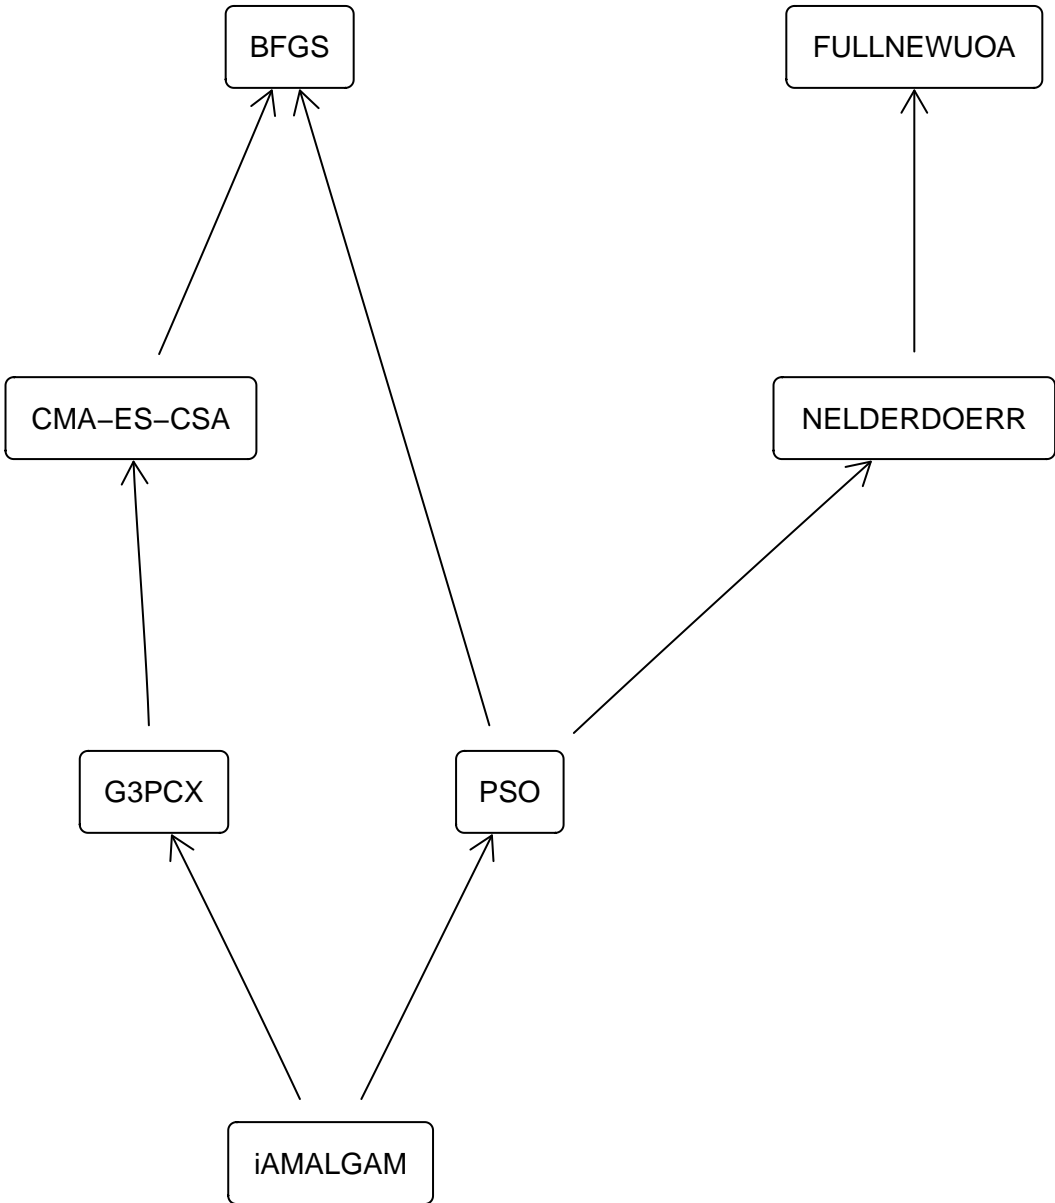 BFGS
FULLNEWUOA
CMA−ES−CSA
NELDERDOERR
G3PCX
PSO
iAMALGAM